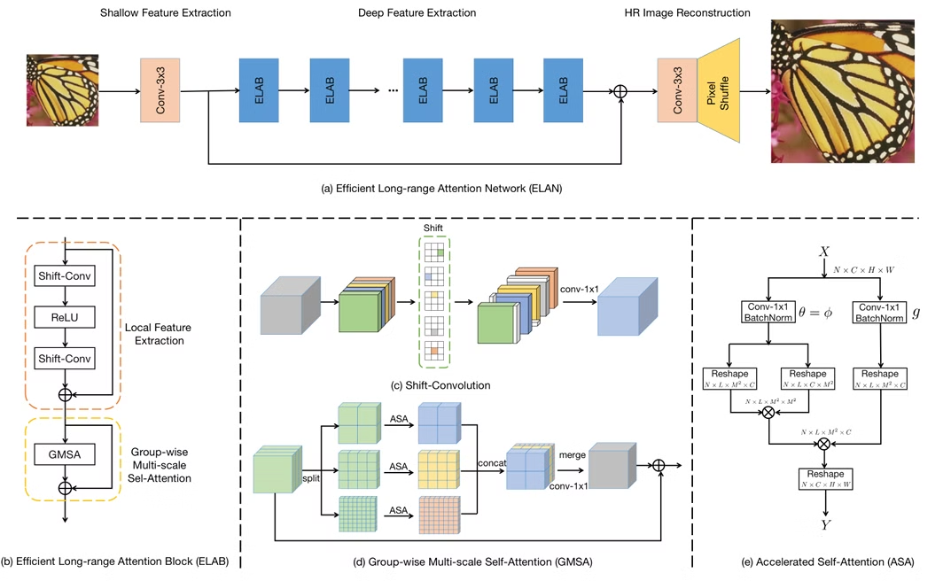 Shallow Feature Extraction
Deep Feature Extraction
HR Image Reconstruction
Conv-3x3
ELAB
ELAB
...
ELAB
ELAB
ELAB
Conv-3x3
Pixel
Shuffle
(a) Efficient Long-range Attention Network (ELAN)
Shift-Conv
ReLU
Shift-Conv
Local Feature
Extraction
GMSA
Group-wise
Multi-scale
Sel-Attention
(b) Efficient Long-range Attention Block (ELAB)
Shift
conv-1x1
(c) Shift-Convolution
split
ASA
ASA
ASA
concat
merge
conv-1x1
(d) Group-wise Multi-scale Self-Attention (GMSA)
X
N × C × H × W
Conv-1x1
BatchNorm
θ = ϕ
Conv-1x1
BatchNorm
g
Reshape
N × L × M² × C
Reshape
N × L × C × M²
Reshape
N × L × M² × C
N × L × M² × M²
N × L × M² × C
Reshape
N × C × H × W
Y
(e) Accelerated Self-Attention (ASA)